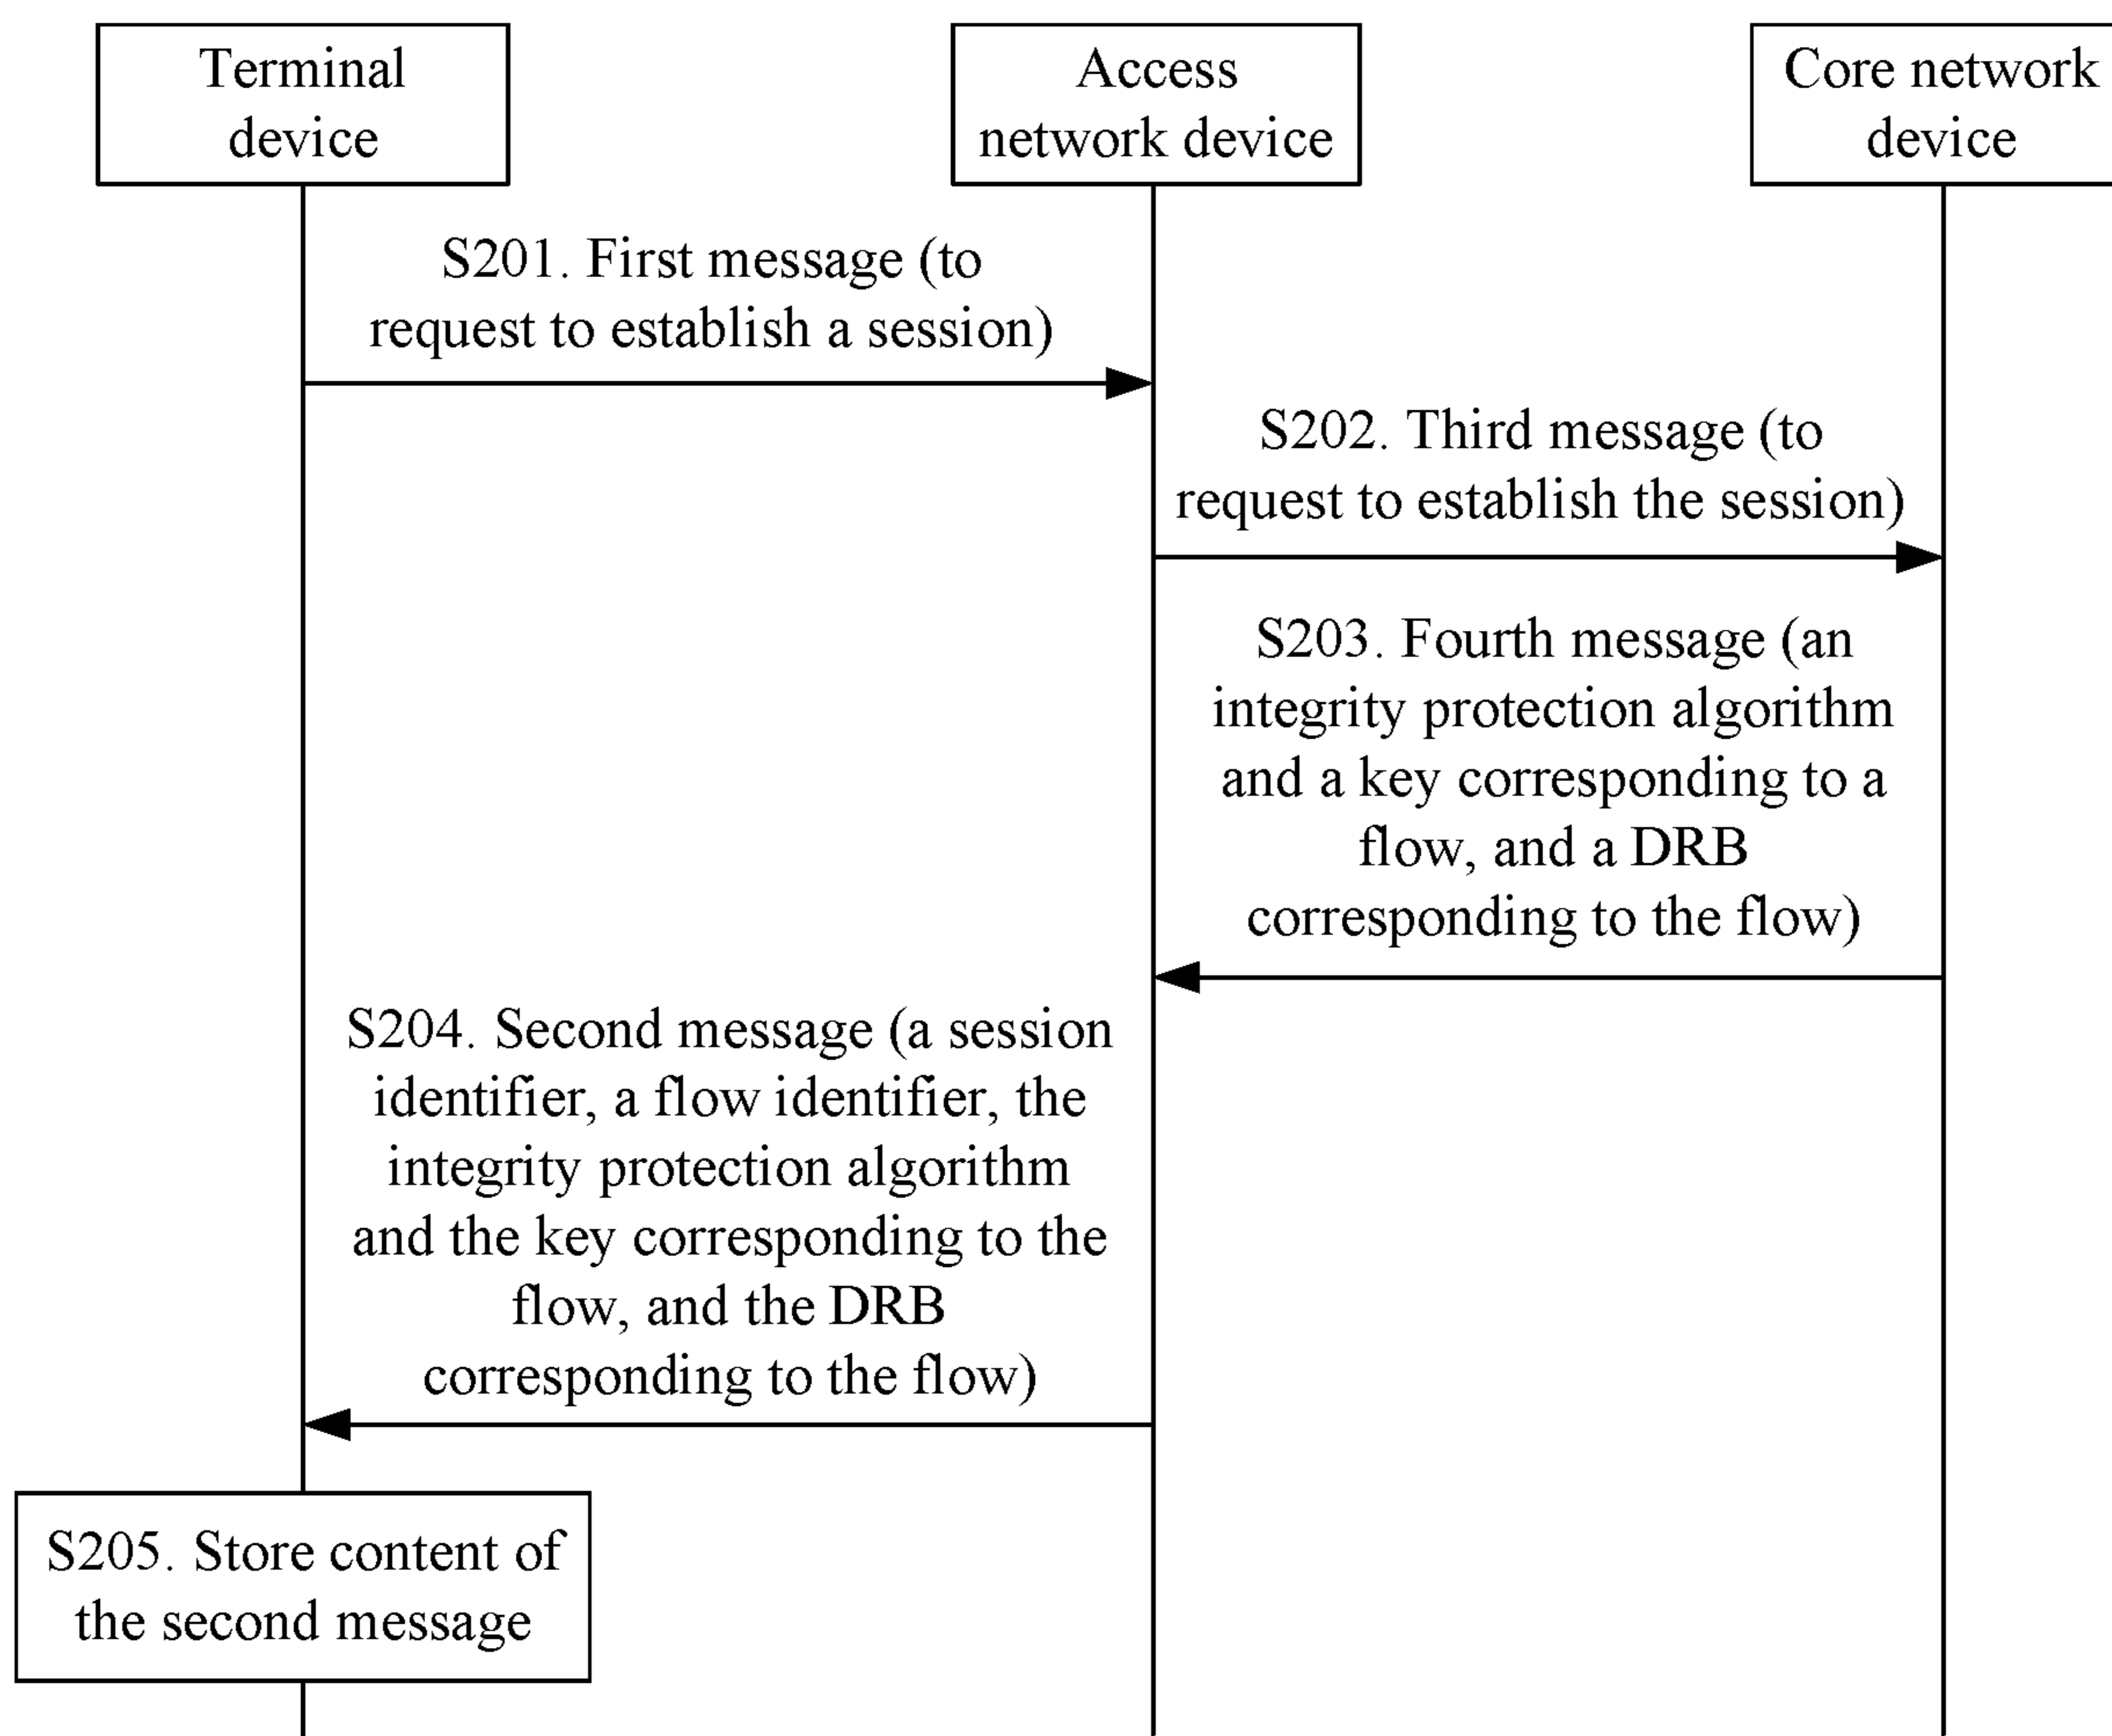 Terminal
device
Access
network device
Core network
device
S201. First message (to
request to establish a session)
S202. Third message (to
request to establish the session)
S203. Fourth message (an
integrity protection algorithm
and a key corresponding to a
flow, and a DRB
corresponding to the flow)
S204. Second message (a session
identifier, a flow identifier, the
integrity protection algorithm
and the key corresponding to the
flow, and the DRB
corresponding to the flow)
S205. Store content of
the second message